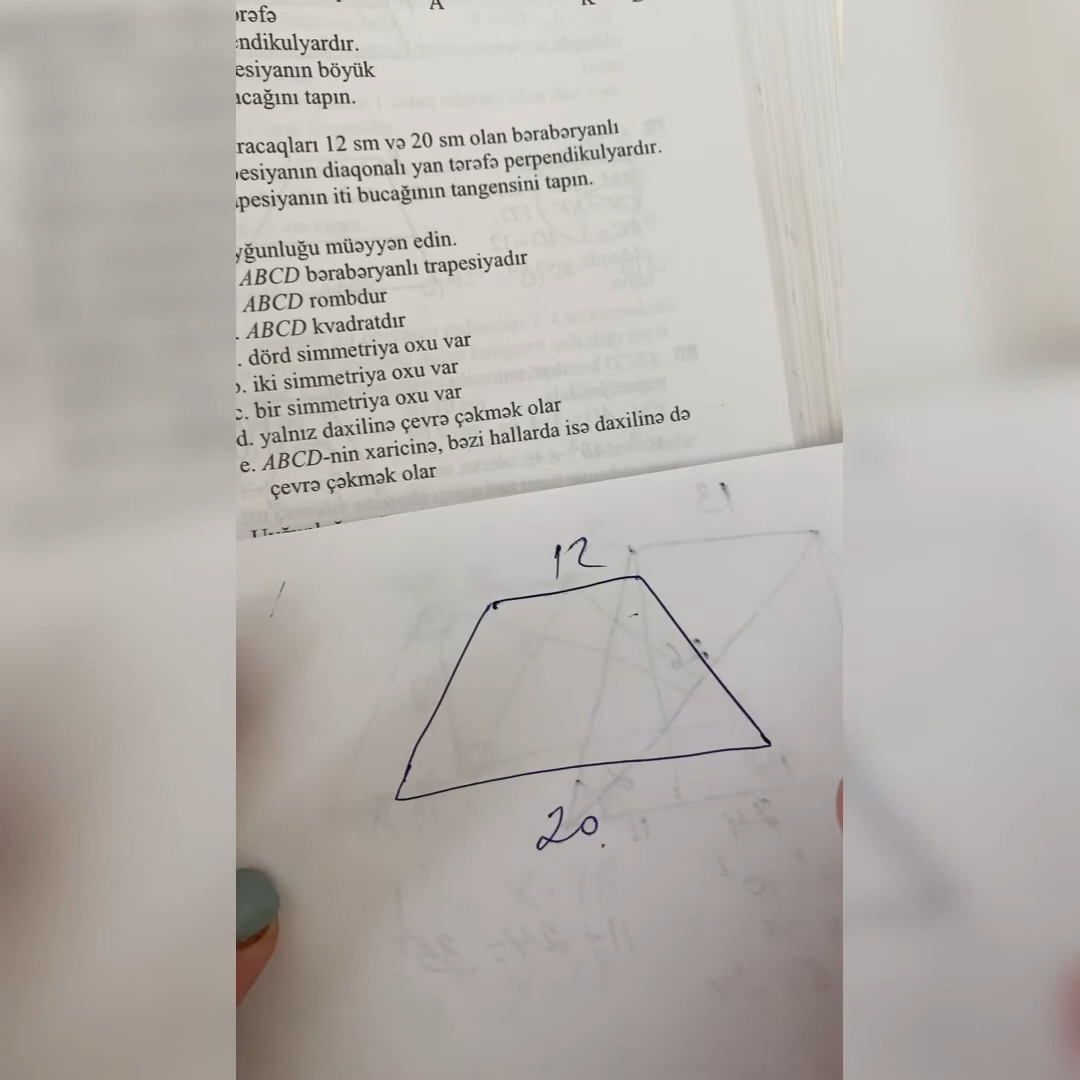 A
ərəfə
endikulyardır.
esiyanın böyük
acağını tapın.
racaqları 12 sm və 20 sm olan bərabəryanlı
pesiyanın diaqonalı yan tərəfə perpendikulyardır.
apesiyanın iti bucağının tangensini tapın.
yğunluğu müəyyən edin.
ABCD bərabəryanlı trapesiyadır
ABCD rombdur
. ABCD kvadratdır
. dörd simmetriya oxu var
b. iki simmetriya oxu var
c. bir simmetriya oxu var
d. yalnız daxilinə çevrə çəkmək olar
e. ABCD-nin xaricinə, bəzi hallarda isə daxilinə də
çevrə çəkmək olar
12
20